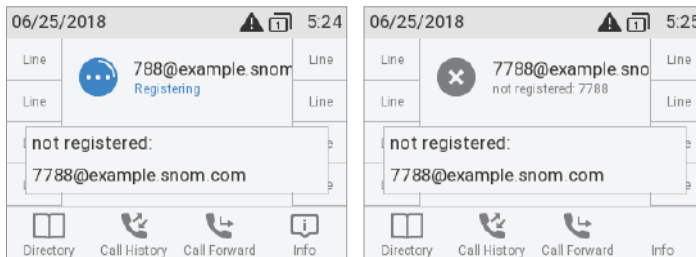 06/25/2018 1 5:24
Line 788@example.snom Line
Registering
Line Line
not registered:
7788@example.snom.com
Directory Call History Call Forward Info
06/25/2018 1 5:25
Line 7788@example.sno Line
not registered: 7788
Line Line
not registered:
7788@example.snom.com
Directory Call History Call Forward Info